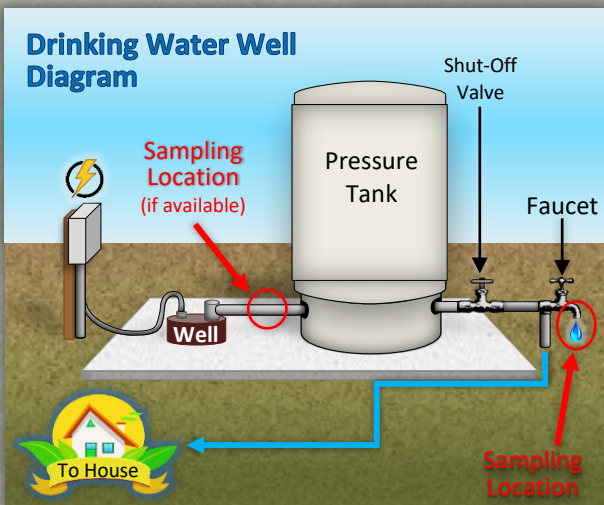 Drinking Water Well
Diagram
Shut-Off
Valve
Sampling
Location
(if available)
Pressure
Tank
Faucet
Well
To House
Sampling
Location